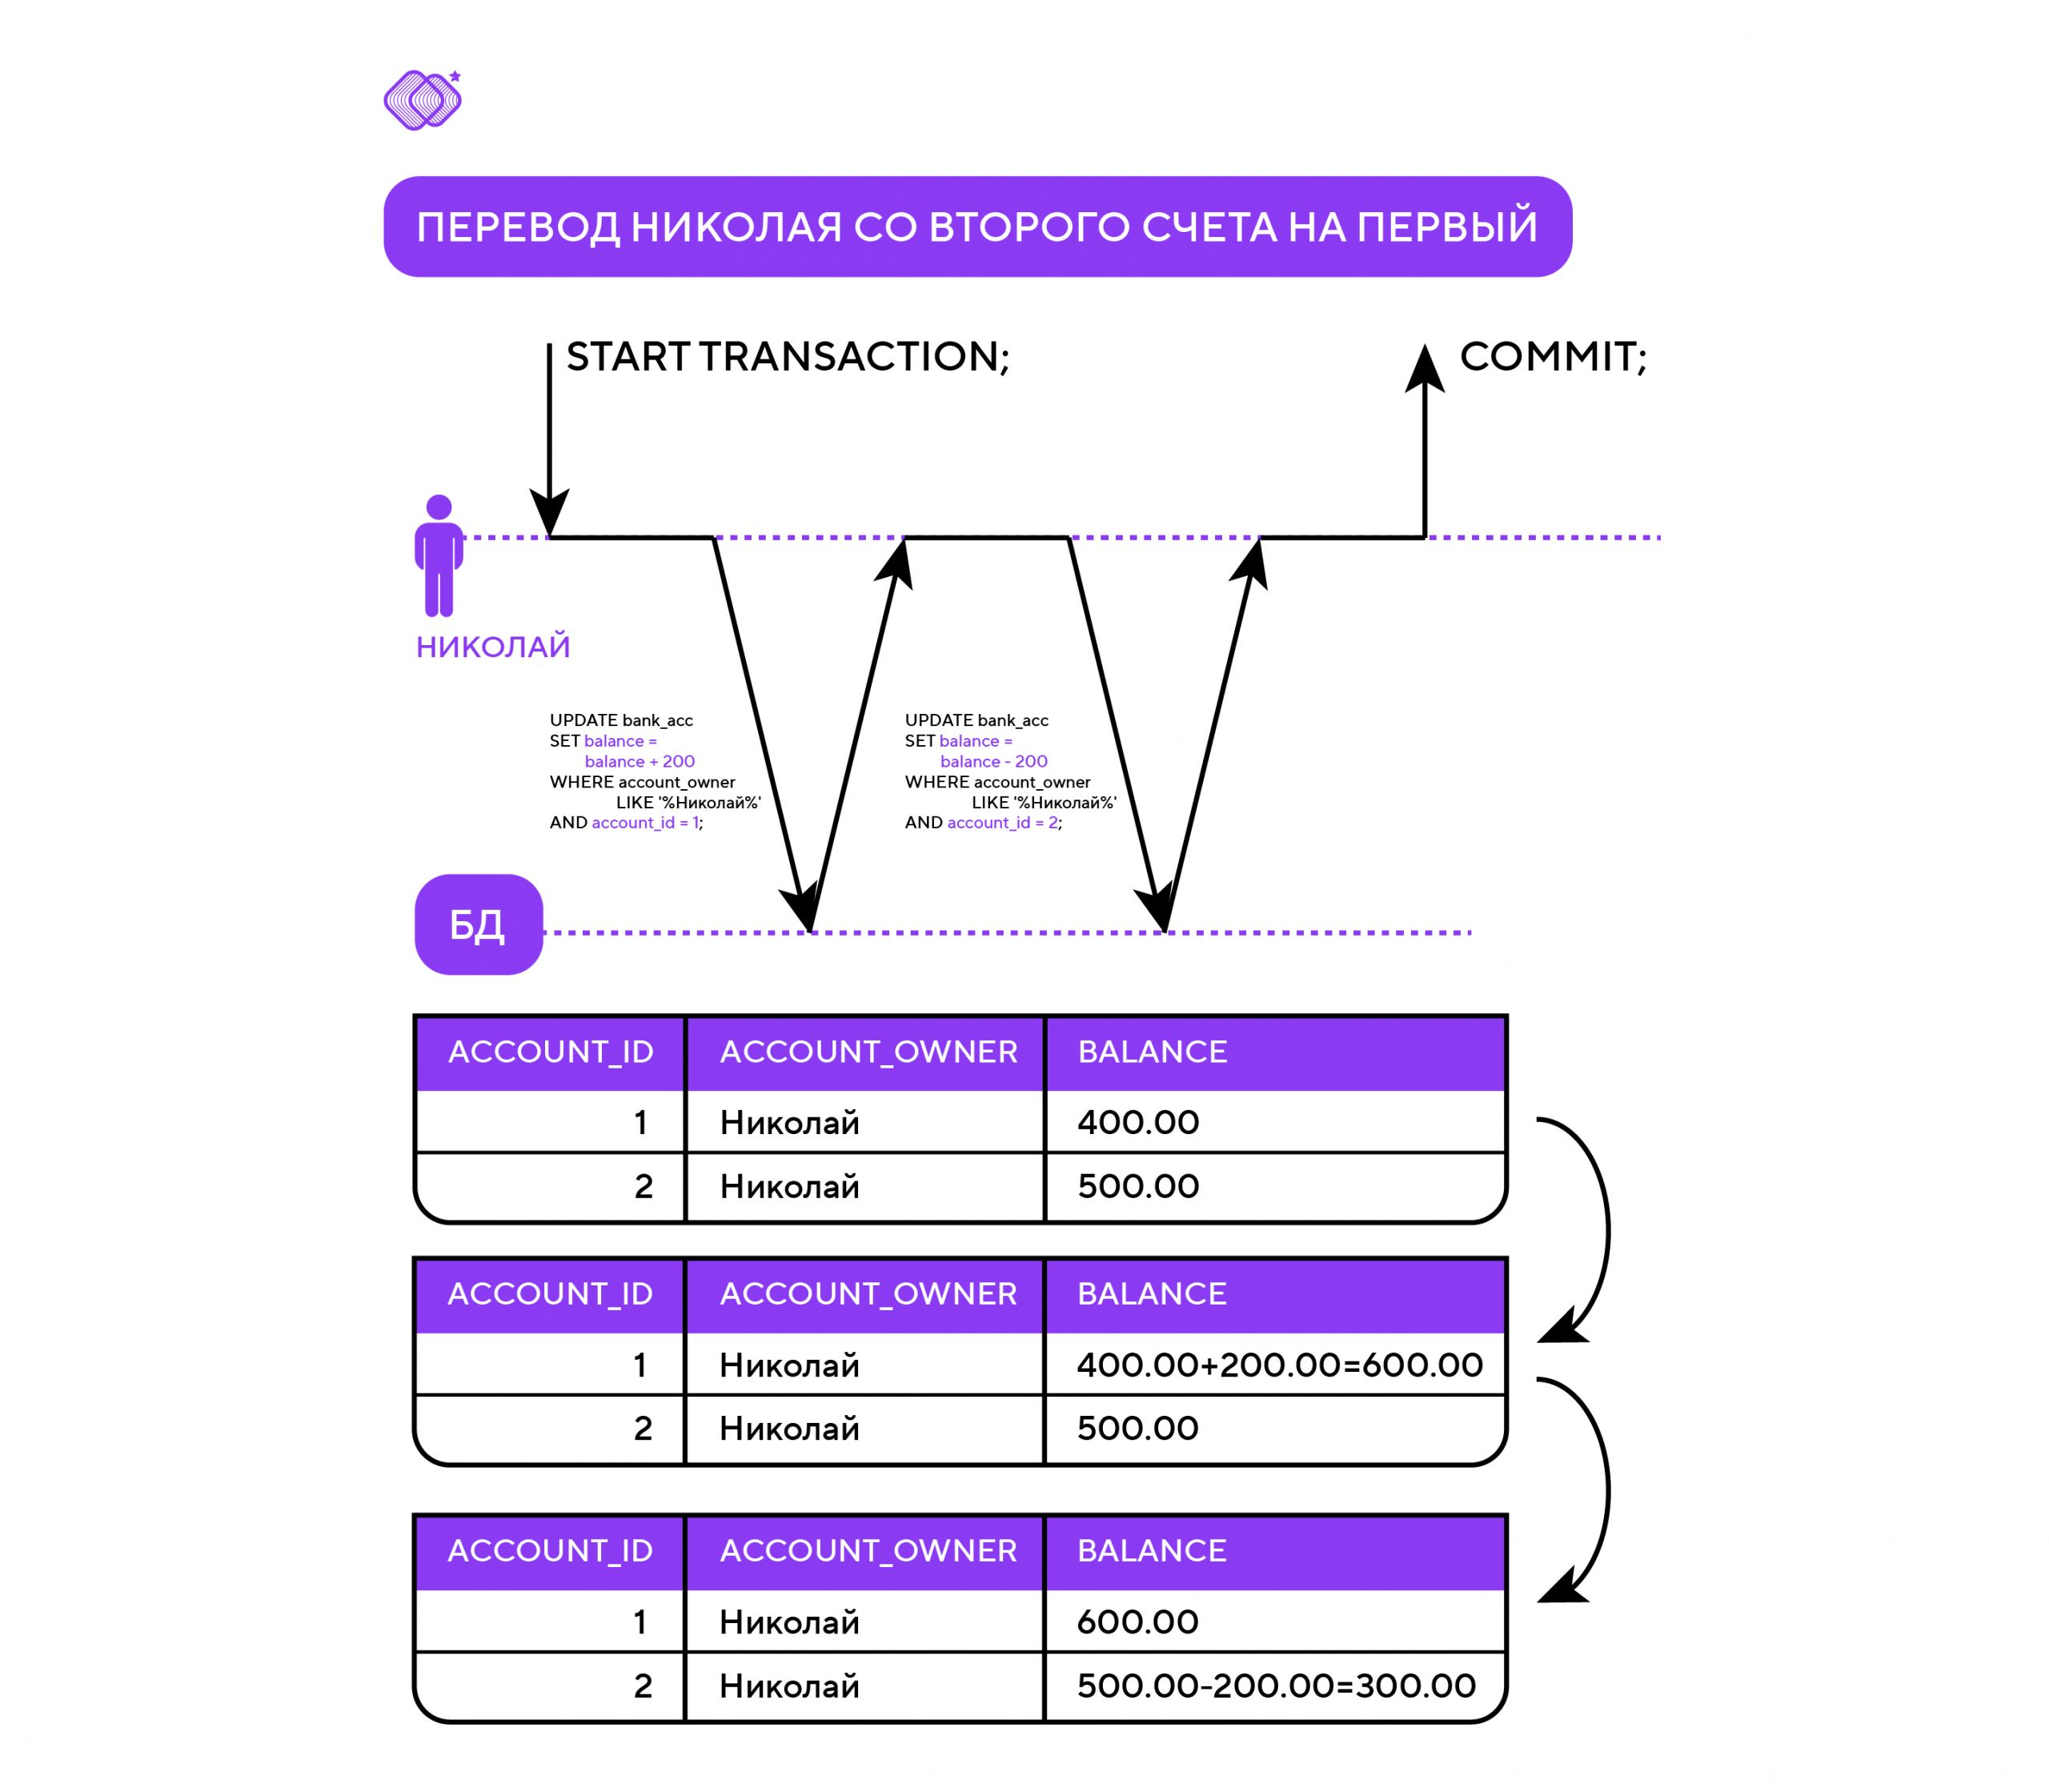 ПЕРЕВОД НИКОЛАЯ СО ВТОРОГО СЧЕТА НА ПЕРВЫЙ
START TRANSACTION;
COMMIT;
НИКОЛАЙ
UPDATE bank_acc
SET balance =
balance + 200
WHERE account_owner
LIKE '%Николай%'
AND account_id = 1;
UPDATE bank_acc
SET balance =
balance - 200
WHERE account_owner
LIKE '%Николай%'
AND account_id = 2;
БД
ACCOUNT_ID ACCOUNT_OWNER BALANCE
1 Николай 400.00
2 Николай 500.00
ACCOUNT_ID ACCOUNT_OWNER BALANCE
1 Николай 400.00+200.00=600.00
2 Николай 500.00
ACCOUNT_ID ACCOUNT_OWNER BALANCE
1 Николай 600.00
2 Николай 500.00-200.00=300.00